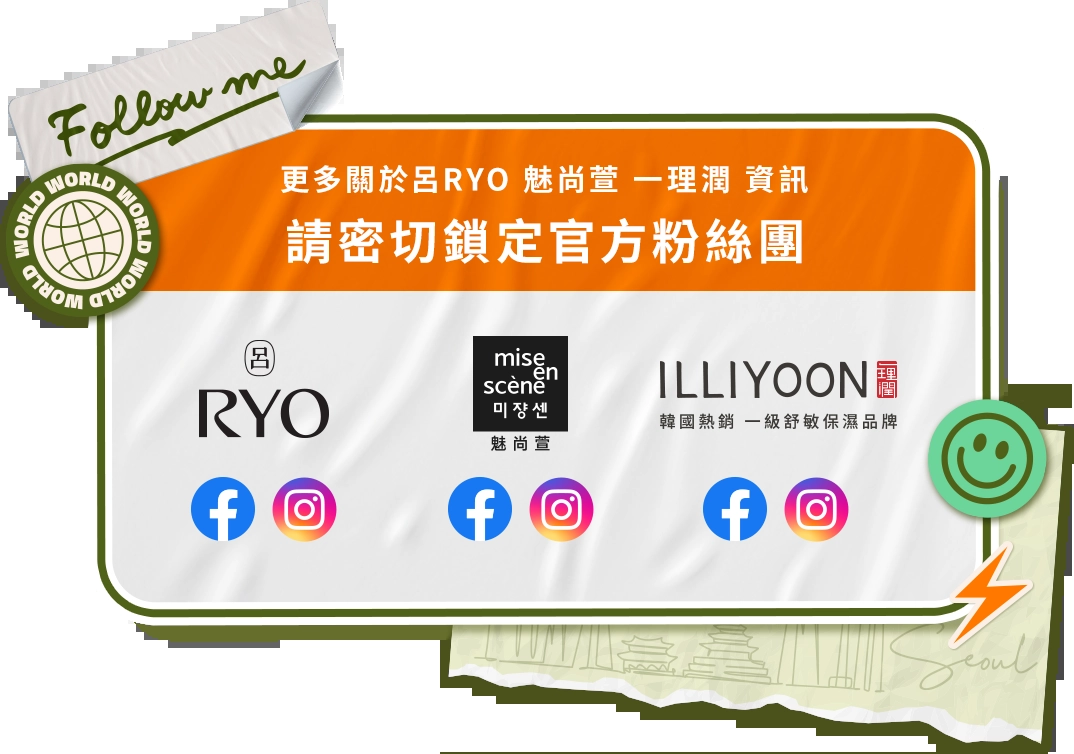 Follow me
WORLD WORLD WORLD WORLD WORLD WORLD
更多關於呂RYO 魅尚萱 一理潤 資訊
請密切鎖定官方粉絲團
呂
RYO
mise
en
scène
미쟝센
魅尚萱
ILLIYOON 一理潤
韓國熱銷 一級舒敏保濕品牌
Seoul